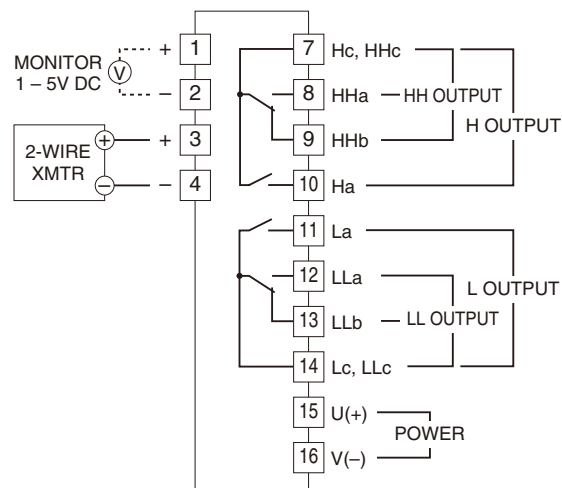 MONITOR
1 – 5V DC
V
+ 1
– 2
2-WIRE
XMTR
+ + 3
– – 4
7 Hc, HHc
8 HHa HH OUTPUT
9 HHb
H OUTPUT
10 Ha
11 La
12 LLa
L OUTPUT
13 LLb LL OUTPUT
14 Lc, LLc
15 U(+)
POWER
16 V(–)